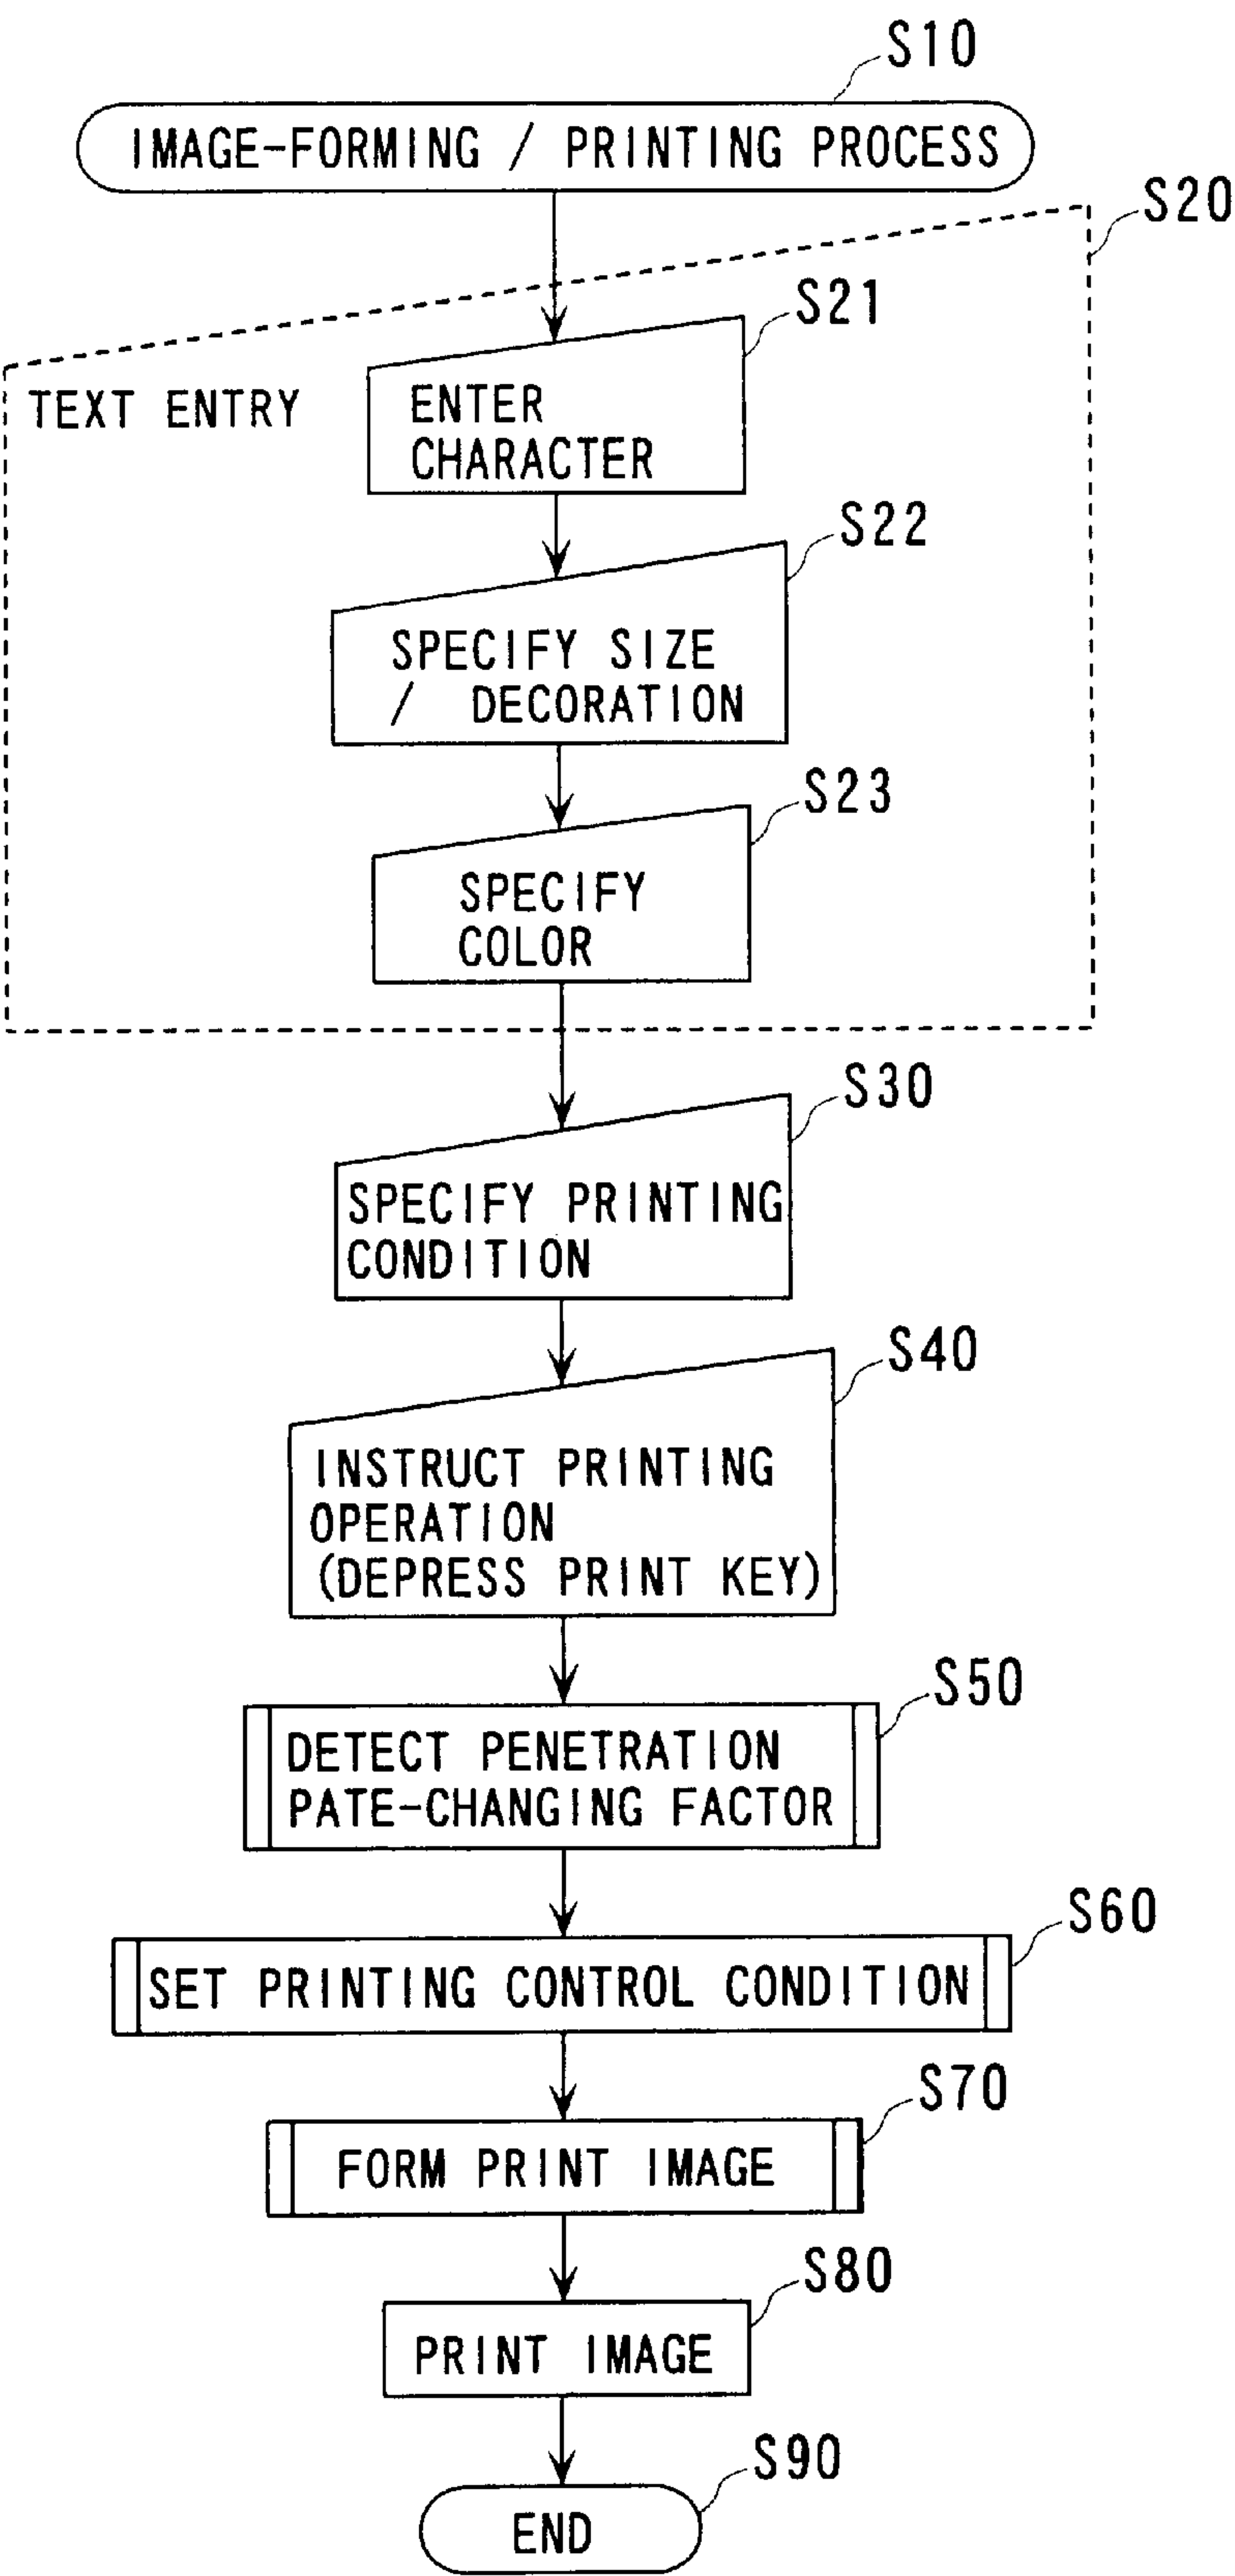 S10
IMAGE-FORMING / PRINTING PROCESS
S20
S21
TEXT ENTRY
ENTER
CHARACTER
S22
SPECIFY SIZE
/ DECORATION
S23
SPECIFY
COLOR
S30
SPECIFY PRINTING
CONDITION
S40
INSTRUCT PRINTING
OPERATION
(DEPRESS PRINT KEY)
S50
DETECT PENETRATION
PATE-CHANGING FACTOR
S60
SET PRINTING CONTROL CONDITION
S70
FORM PRINT IMAGE
S80
PRINT IMAGE
S90
END